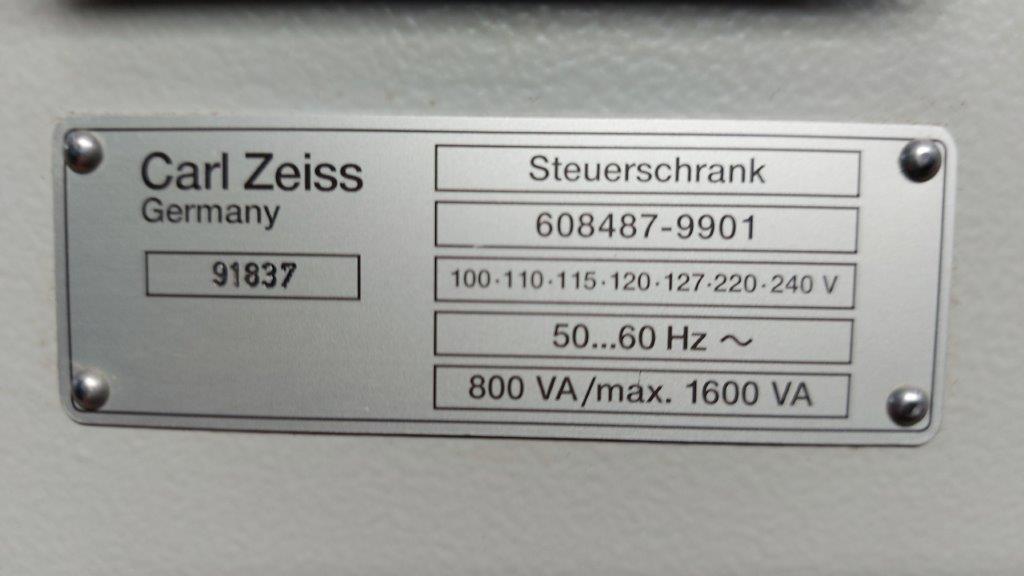 Carl Zeiss
Germany
91837
Steuerschrank
608487-9901
100·110·115·120·127·220·240 V
50...60 Hz ~
800 VA/max. 1600 VA